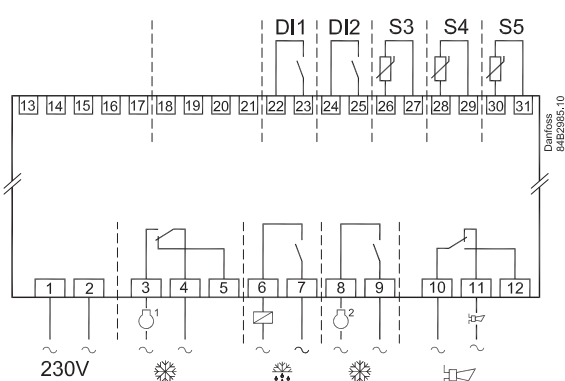 DI1 DI2 S3 S4 S5
13 14 15 16 17 18 19 20 21 22 23 24 25 26 27 28 29 30 31
Danfoss
84B2985.10
1 2 3 4 5 6 7 8 9 10 11 12
1 2
230V